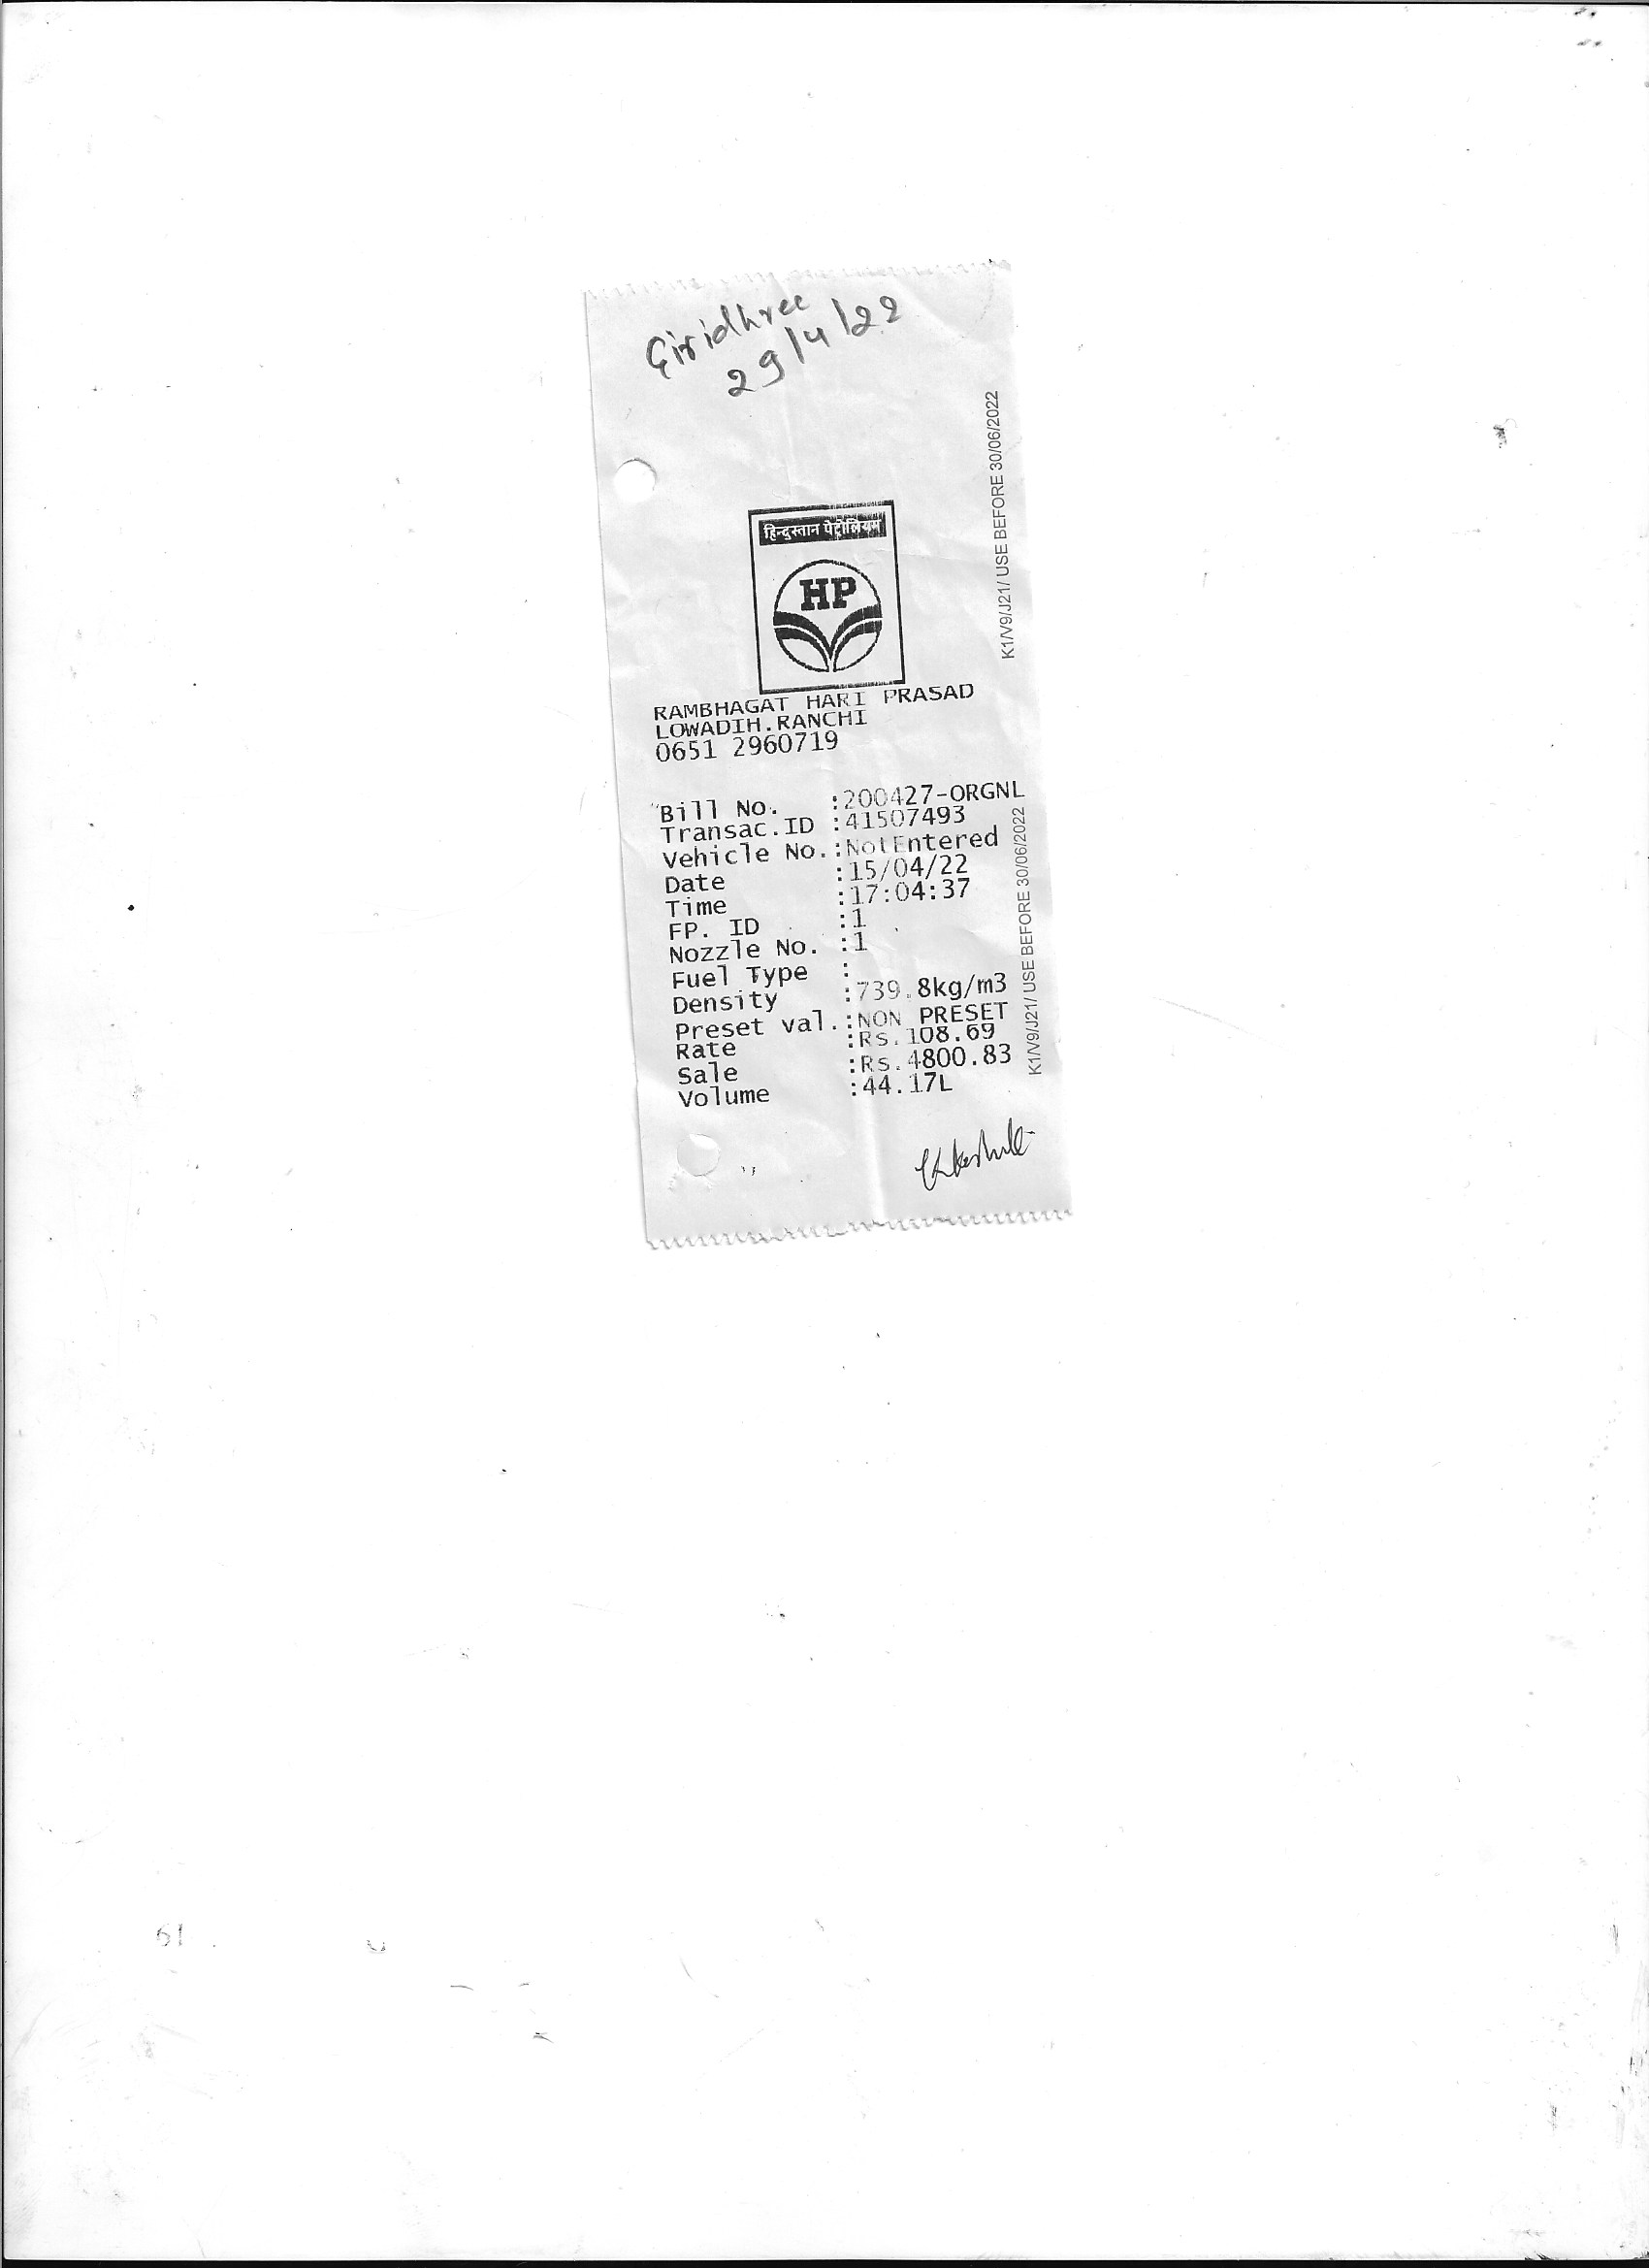 Giridhree
29/4/22
हिन्दुस्तान पेट्रोलियम
HP
RAMBHAGAT HARI PRASAD
LOWADIH.RANCHI
0651 2960719
Bill No. :200427-ORGNL
Transac.ID :41507493
Vehicle No.:NotEntered
Date :15/04/22
Time :17:04:37
FP. ID :1
Nozzle No. :1
Fuel Type :
Density :739.8kg/m3
Preset val.:NON PRESET
Rate :Rs.108.69
Sale :Rs.4800.83
Volume :44.17L
K1/V9/J21/ USE BEFORE 30/06/2022
K1/V9/J21/ USE BEFORE 30/06/2022